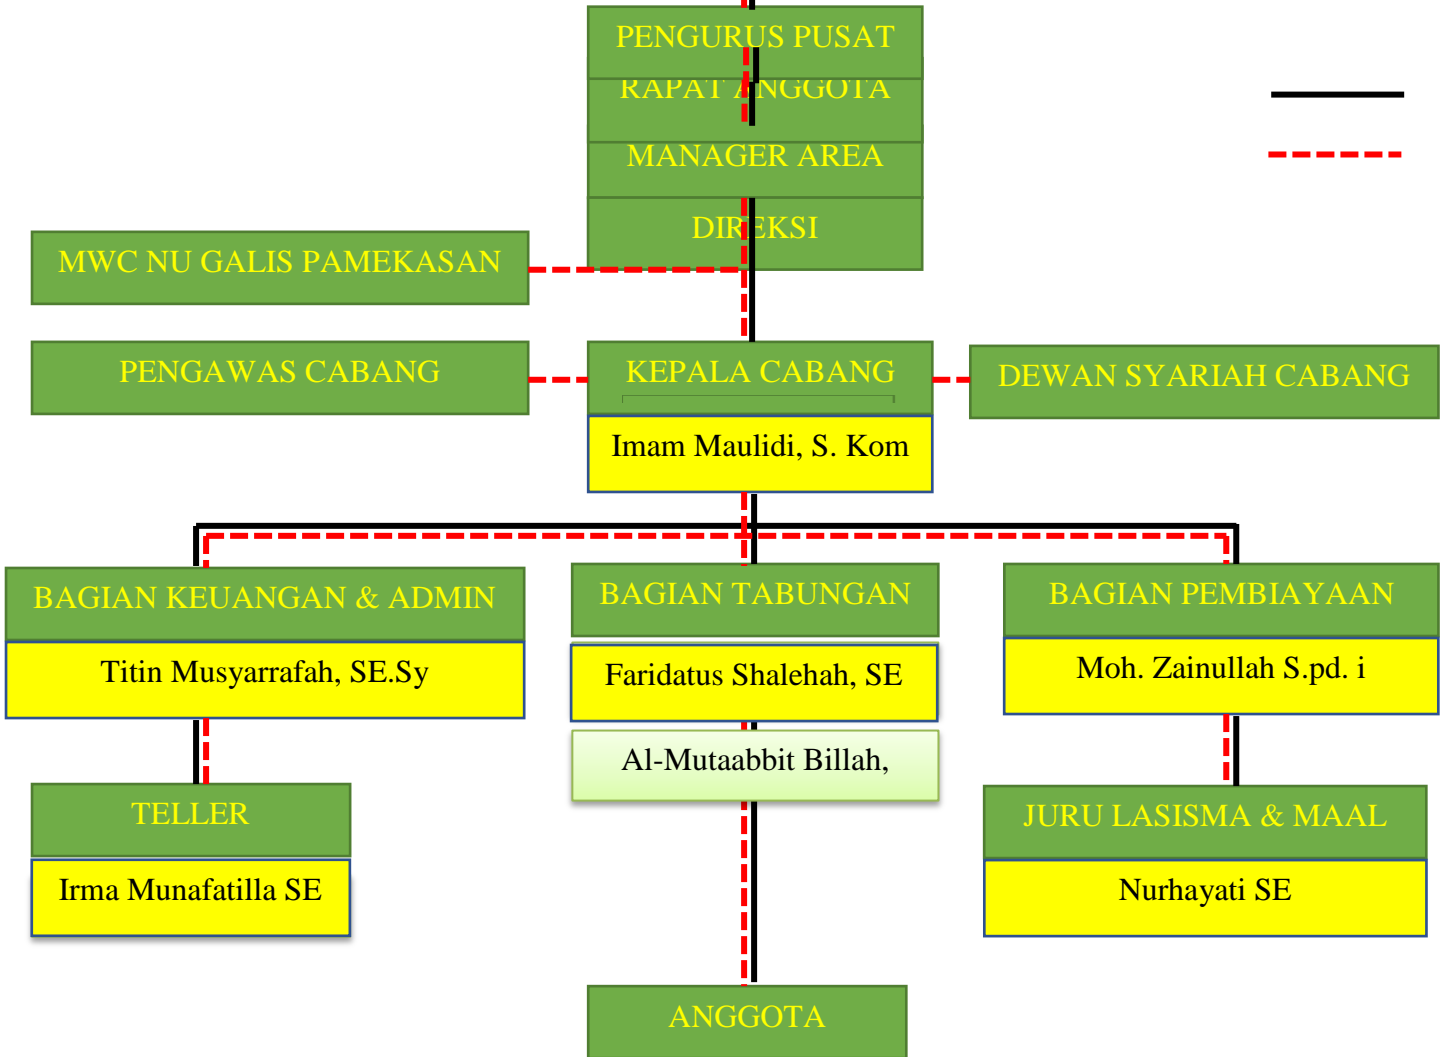 PENGURUS PUSAT
RAPAT ANGGOTA
MANAGER AREA
DIREKSI
MWC NU GALIS PAMEKASAN
PENGAWAS CABANG
KEPALA CABANG
DEWAN SYARIAH CABANG
Imam Maulidi, S. Kom
BAGIAN KEUANGAN & ADMIN
BAGIAN TABUNGAN
BAGIAN PEMBIAYAAN
Titin Musyarrafah, SE.Sy
Faridatus Shalehah, SE
Moh. Zainullah S.pd. i
Al-Mutaabbit Billah,
TELLER
JURU LASISMA & MAAL
Irma Munafatilla SE
Nurhayati SE
ANGGOTA